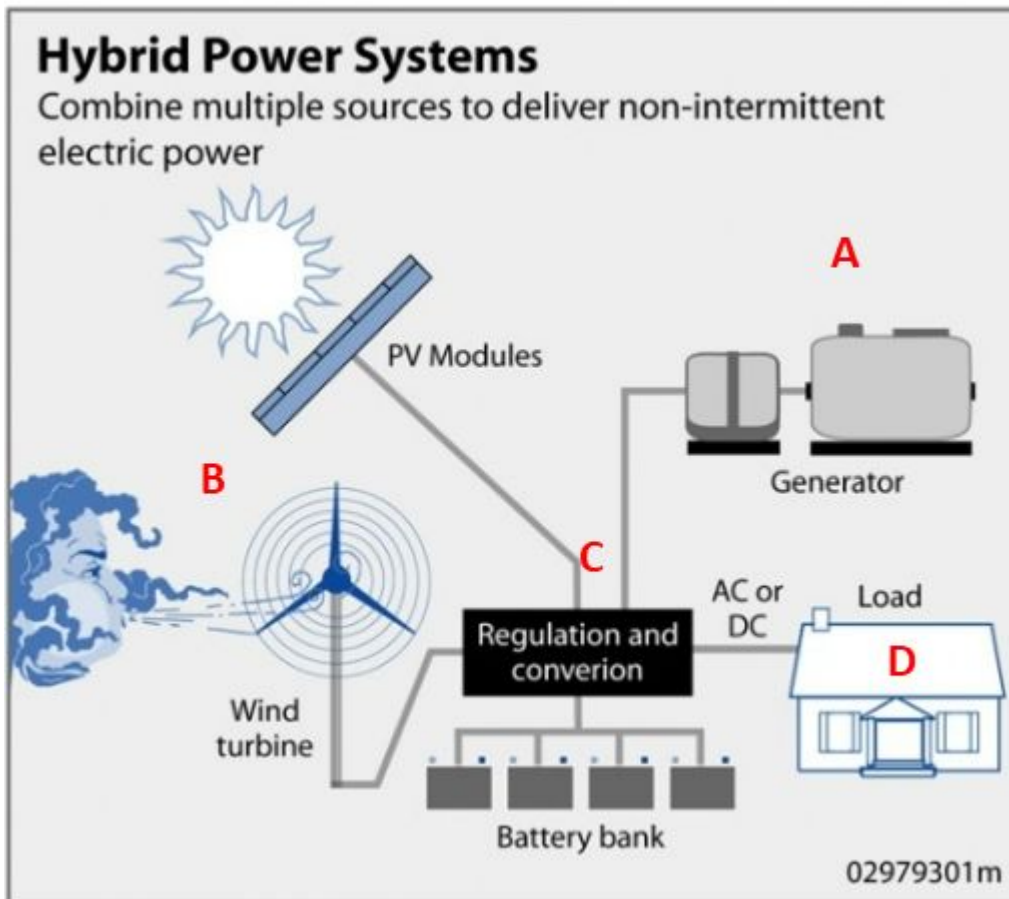 Hybrid Power Systems
Combine multiple sources to deliver non-intermittent
electric power
A
PV Modules
B
Generator
C
AC or
DC
Load
Regulation and
converion
D
Wind
turbine
Battery bank
02979301m